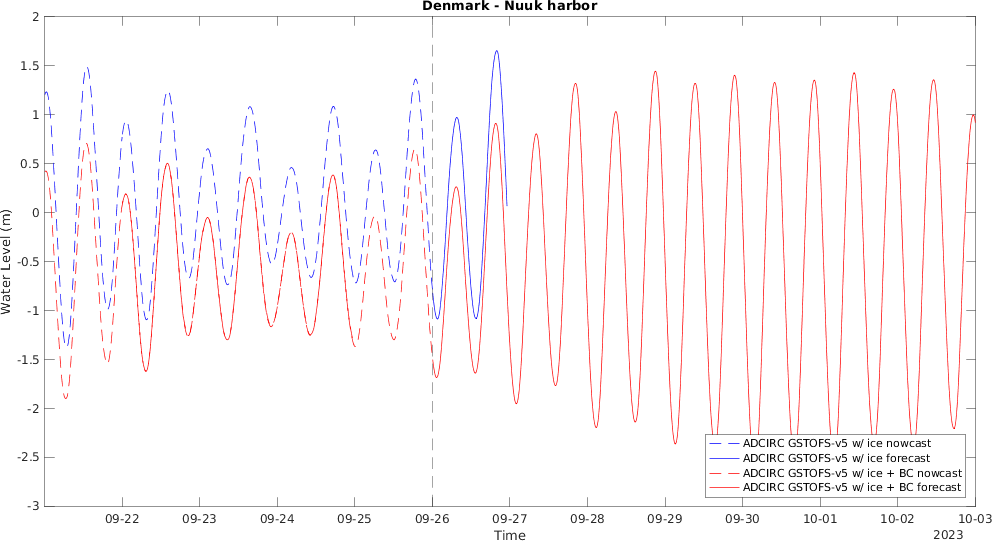 Denmark - Nuuk harbor
2
1.5
1
0.5
0
-0.5
-1
-1.5
-2
-2.5
-3
Water Level (m)
ADCIRC GSTOFS-v5 w/ ice nowcast
ADCIRC GSTOFS-v5 w/ ice forecast
ADCIRC GSTOFS-v5 w/ ice + BC nowcast
ADCIRC GSTOFS-v5 w/ ice + BC forecast
09-22 09-23 09-24 09-25 09-26 09-27 09-28 09-29 09-30 10-01 10-02 10-03
Time
2023